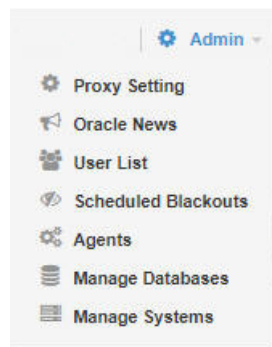 Admin
Proxy Setting
Oracle News
User List
Scheduled Blackouts
Agents
Manage Databases
Manage Systems